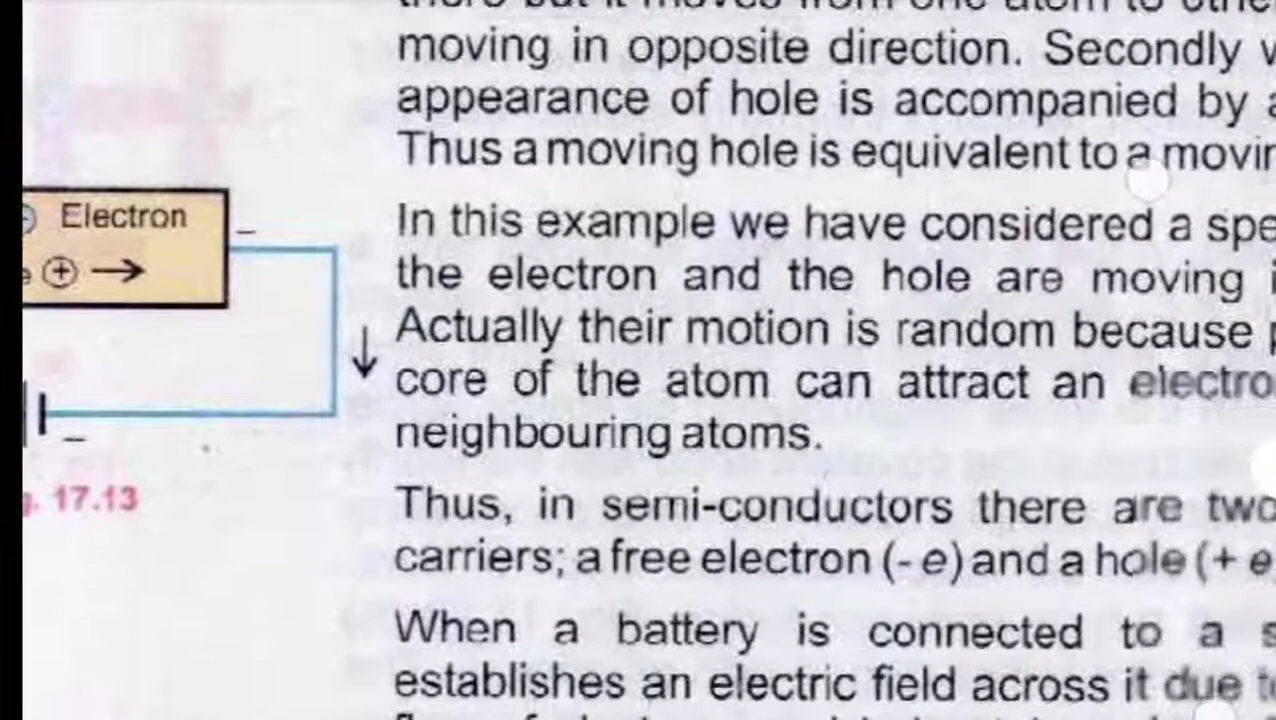 moving in opposite direction. Secondly
appearance of hole is accompanied by
Thus a moving hole is equivalent to a
Electron
–
+
In this example we have considered a
the electron and the hole are moving
Actually their motion is random because
core of the atom can attract an
neighbouring atoms.
–
17.13
Thus, in semi-conductors there are two
carriers; a free electron (- e) and a hole (+ e
When a battery is connected to a
establishes an electric field across it due